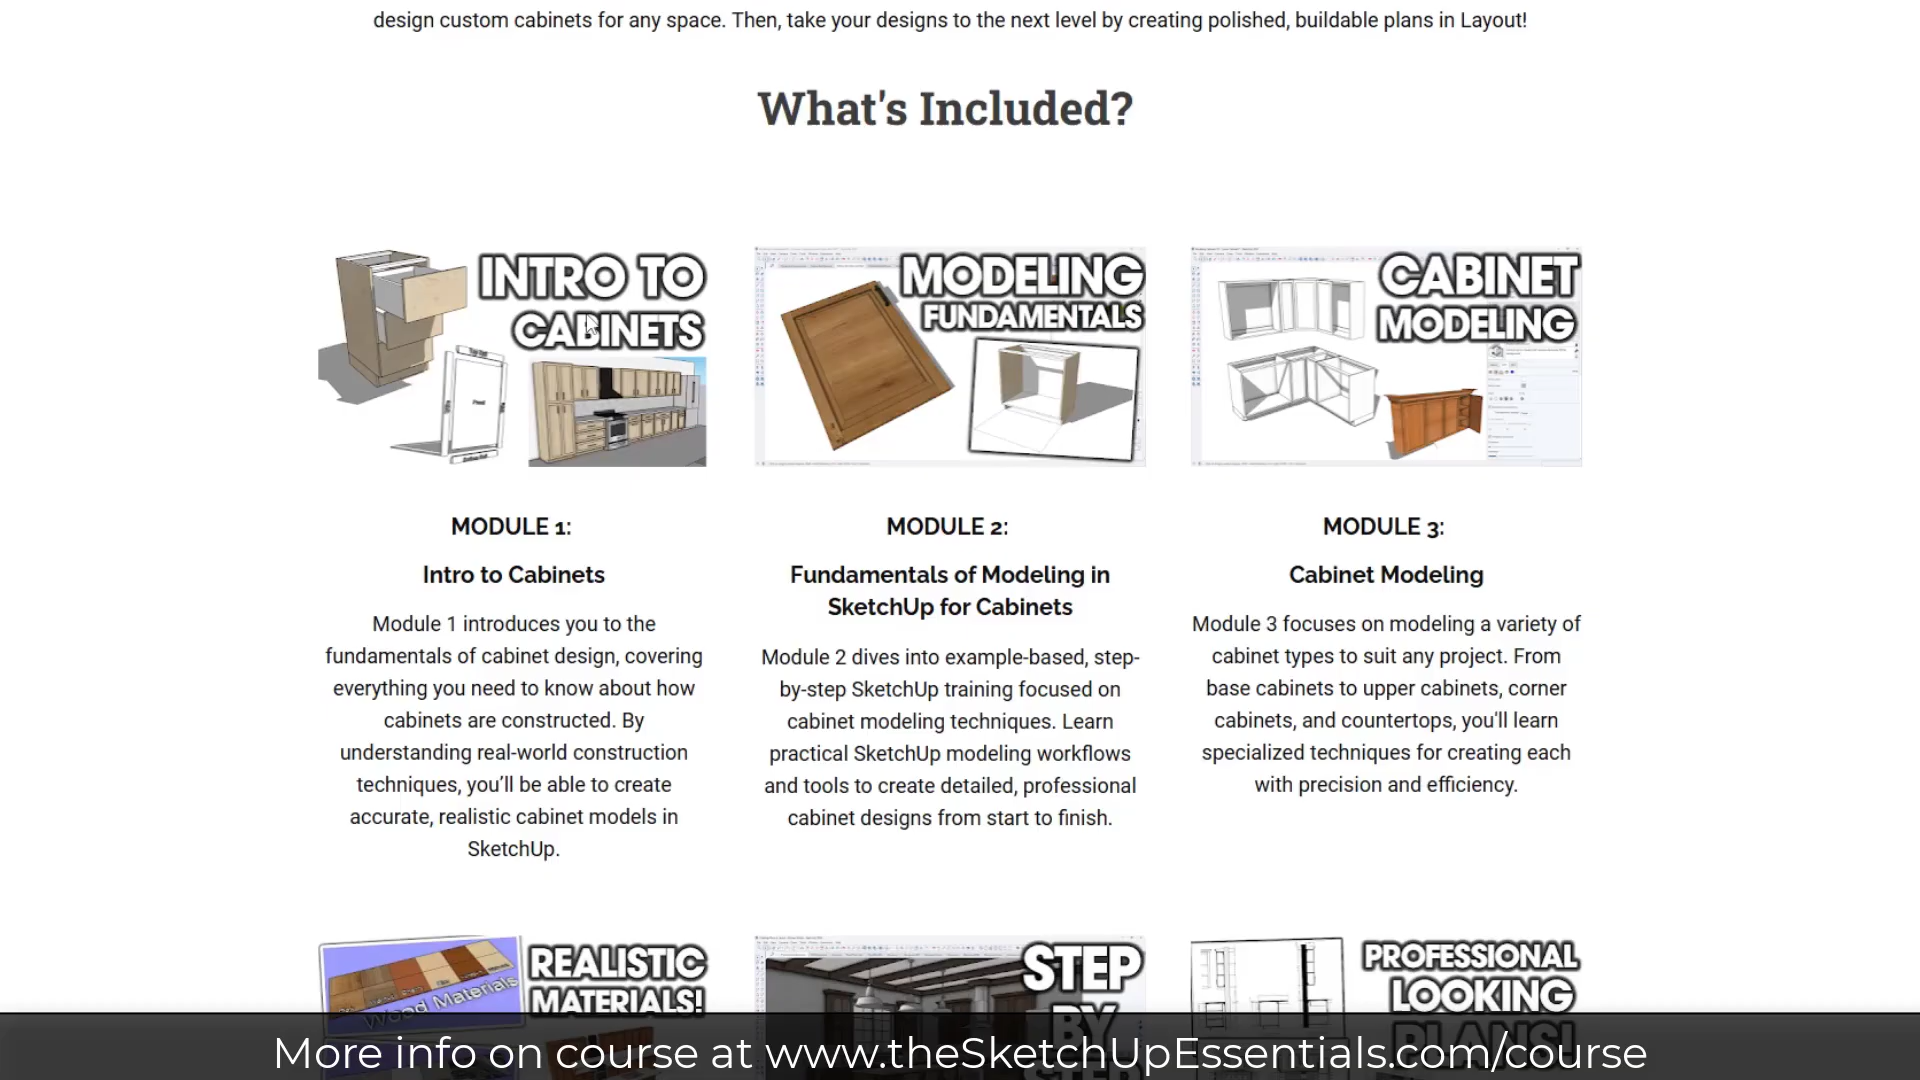 design custom cabinets for any space. Then, take your designs to the next level by creating polished, buildable plans in Layout!
What's Included?
INTRO TO
CABINETS
MODELING
FUNDAMENTALS
CABINET
MODELING
MODULE 1:
Intro to Cabinets
Module 1 introduces you to the
fundamentals of cabinet design, covering
everything you need to know about how
cabinets are constructed. By
understanding real-world construction
techniques, you’ll be able to create
accurate, realistic cabinet models in
SketchUp.
MODULE 2:
Fundamentals of Modeling in
SketchUp for Cabinets
Module 2 dives into example-based, step-
by-step SketchUp training focused on
cabinet modeling techniques. Learn
practical SketchUp modeling workflows
and tools to create detailed, professional
cabinet designs from start to finish.
MODULE 3:
Cabinet Modeling
Module 3 focuses on modeling a variety of
cabinet types to suit any project. From
base cabinets to upper cabinets, corner
cabinets, and countertops, you'll learn
specialized techniques for creating each
with precision and efficiency.
REALISTIC
MATERIALS!
Wood Materials
STEP
BY
STEP
PROFESSIONAL
LOOKING
PLANS!
More info on course at www.theSketchUpEssentials.com/course